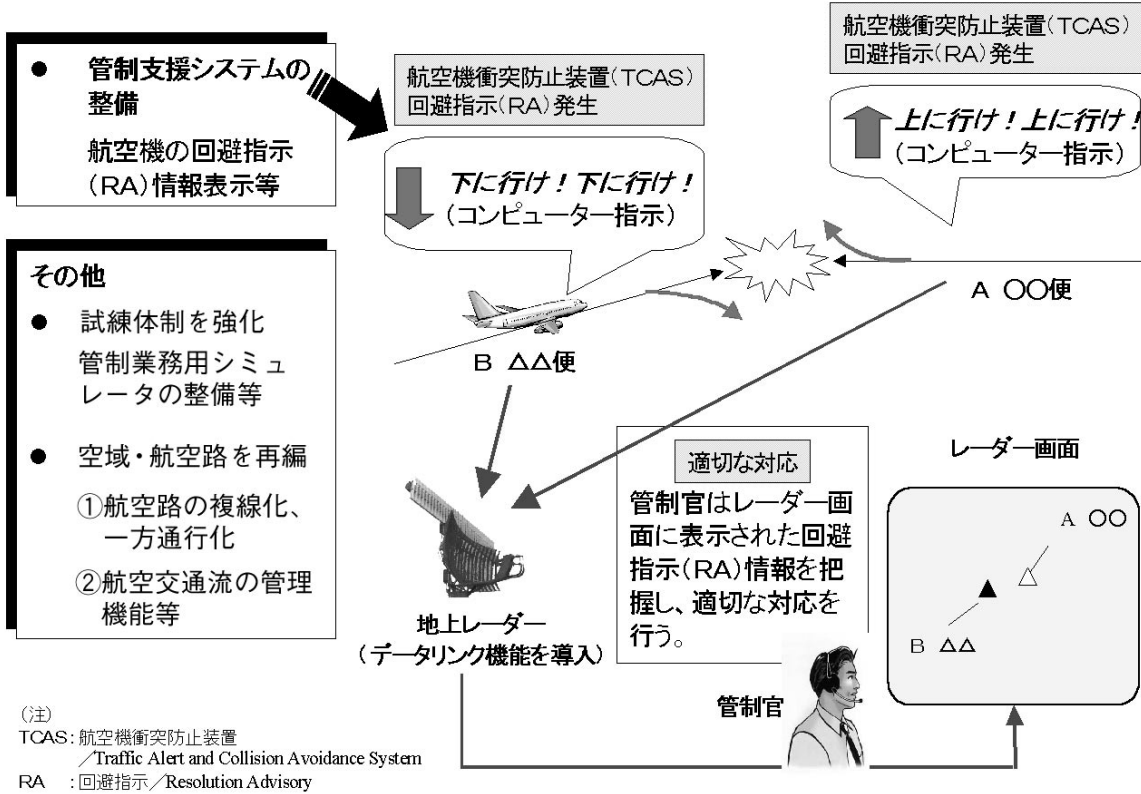 ● 管制支援システムの
整備
航空機の回避指示
(RA)情報表示等
航空機衝突防止装置(TCAS)
回避指示(RA)発生
下に行け！下に行け！
(コンピューター指示)
航空機衝突防止装置(TCAS)
回避指示(RA)発生
上に行け！上に行け！
(コンピューター指示)
A ○○便
B △△便
その他
● 試練体制を強化
管制業務用シミュ
レータの整備等
● 空域・航空路を再編
①航空路の複線化、
一方通行化
②航空交通流の管理
機能等
地上レーダー
(データリンク機能を導入)
適切な対応
管制官はレーダー画
面に表示された回避
指示(RA)情報を把
握し、適切な対応を
行う。
管制官
レーダー画面
A ○○
B △△
(注)
TCAS：航空機衝突防止装置
／Traffic Alert and Collision Avoidance System
RA ：回避指示／Resolution Advisory